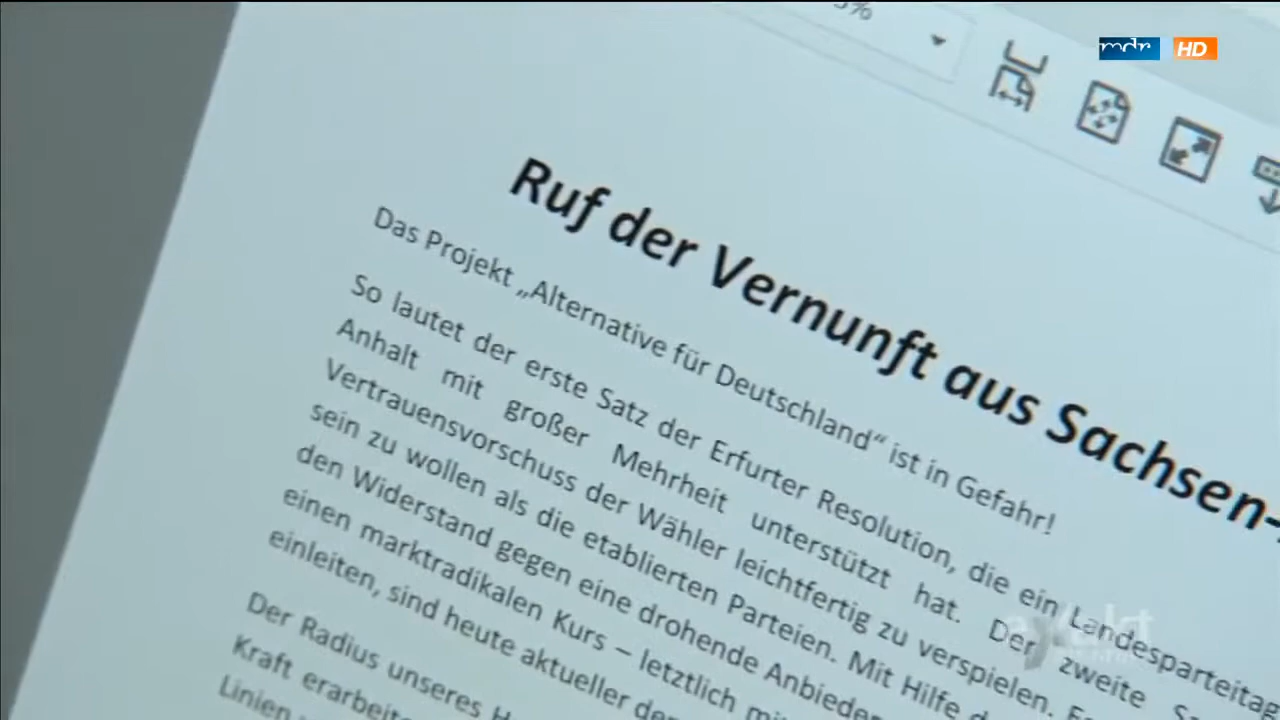 %
mdr HD
Ruf der Vernunft aus Sachsen-
Das Projekt „Alternative für Deutschland“ ist in Gefahr!
So lautet der erste Satz der Erfurter Resolution, die ein Landesparteitag
Anhalt mit großer Mehrheit unterstützt hat. Der zweite
Vertrauensvorschuss der Wähler leichtfertig zu verspielen.
sein zu wollen als die etablierten Parteien. Mit Hilfe
den Widerstand gegen eine drohende
einen marktradikalen Kurs – letztlich
einleiten, sind heute aktueller
Der Radius unseres
Kraft
Linien
exakt